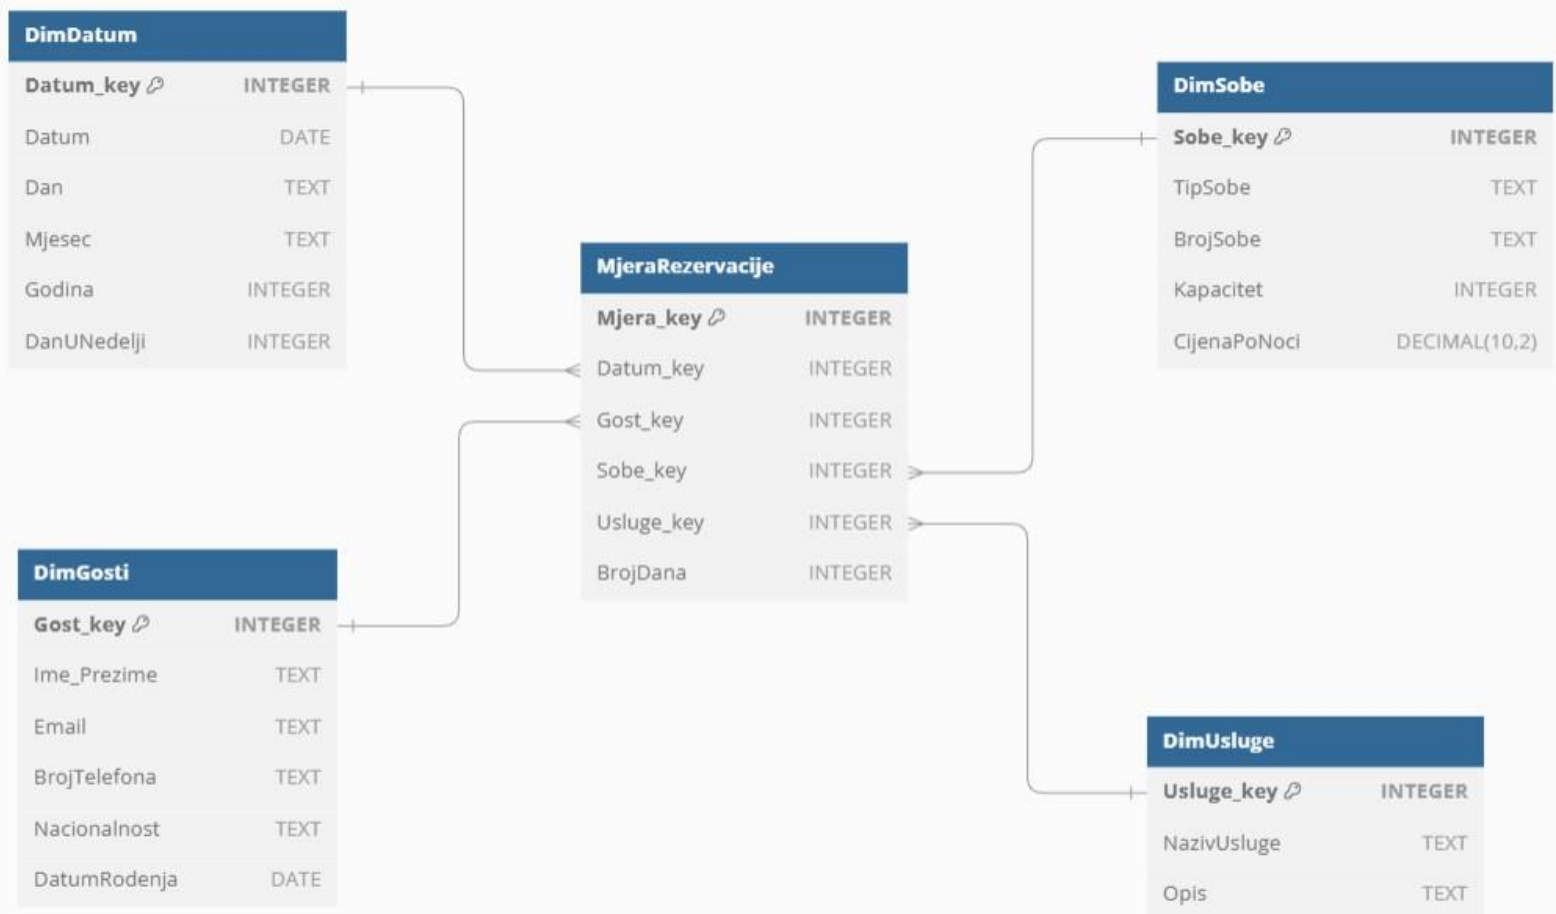 DimDatum
Datum_key INTEGER
Datum DATE
Dan TEXT
Mjesec TEXT
Godina INTEGER
DanUNedelji INTEGER
DimGosti
Gost_key INTEGER
Ime_Prezime TEXT
Email TEXT
BrojTelefona TEXT
Nacionalnost TEXT
DatumRodenja DATE
MjeraRezervacije
Mjera_key INTEGER
Datum_key INTEGER
Gost_key INTEGER
Sobe_key INTEGER
Usluge_key INTEGER
BrojDana INTEGER
DimSobe
Sobe_key INTEGER
TipSobe TEXT
BrojSobe TEXT
Kapacitet INTEGER
CijenaPoNoci DECIMAL(10,2)
DimUsluge
Usluge_key INTEGER
NazivUsluge TEXT
Opis TEXT